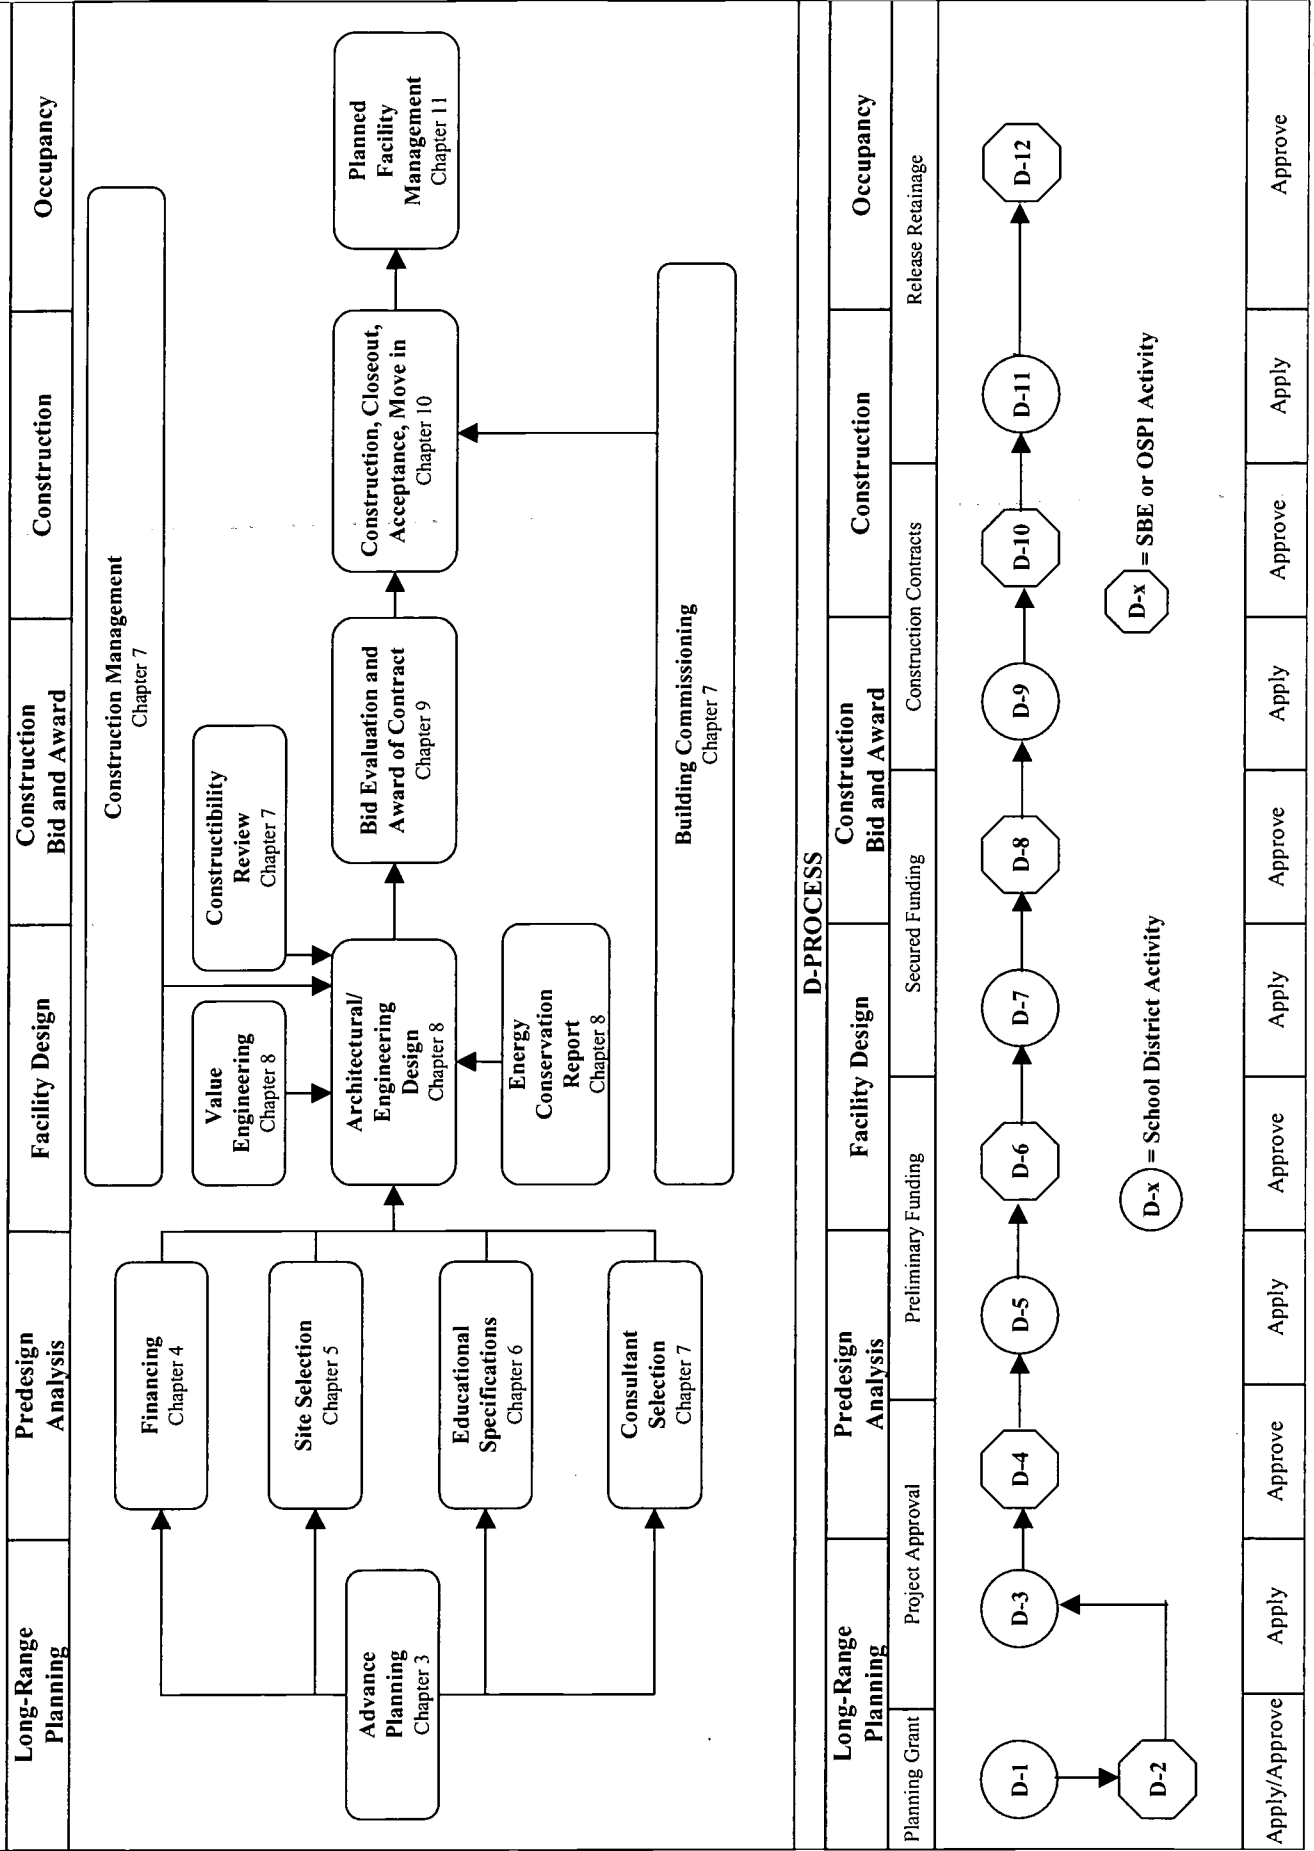 Long-Range
Planning
Predesign
Analysis
Facility Design
Construction
Bid and Award
Construction
Occupancy
Construction Management
Chapter 7
Financing
Chapter 4
Value
Engineering
Chapter 8
Constructibility
Review
Chapter 7
Site Selection
Chapter 5
Advance
Planning
Chapter 3
Architectural/
Engineering
Design
Chapter 8
Bid Evaluation and
Award of Contract
Chapter 9
Construction, Closeout,
Acceptance, Move in
Chapter 10
Planned
Facility
Management
Chapter 11
Educational
Specifications
Chapter 6
Energy
Conservation
Report
Chapter 8
Consultant
Selection
Chapter 7
Building Commissioning
Chapter 7
D-PROCESS
Long-Range
Planning
Predesign
Analysis
Facility Design
Construction
Bid and Award
Construction
Occupancy
Planning Grant
Project Approval
Preliminary Funding
Secured Funding
Construction Contracts
Release Retainage
D-1
D-3
D-4
D-5
D-6
D-7
D-8
D-9
D-10
D-11
D-12
D-2
D-x = School District Activity
D-x = SBE or OSPI Activity
Apply/Approve
Apply
Approve
Apply
Approve
Apply
Approve
Apply
Approve
Apply
Approve